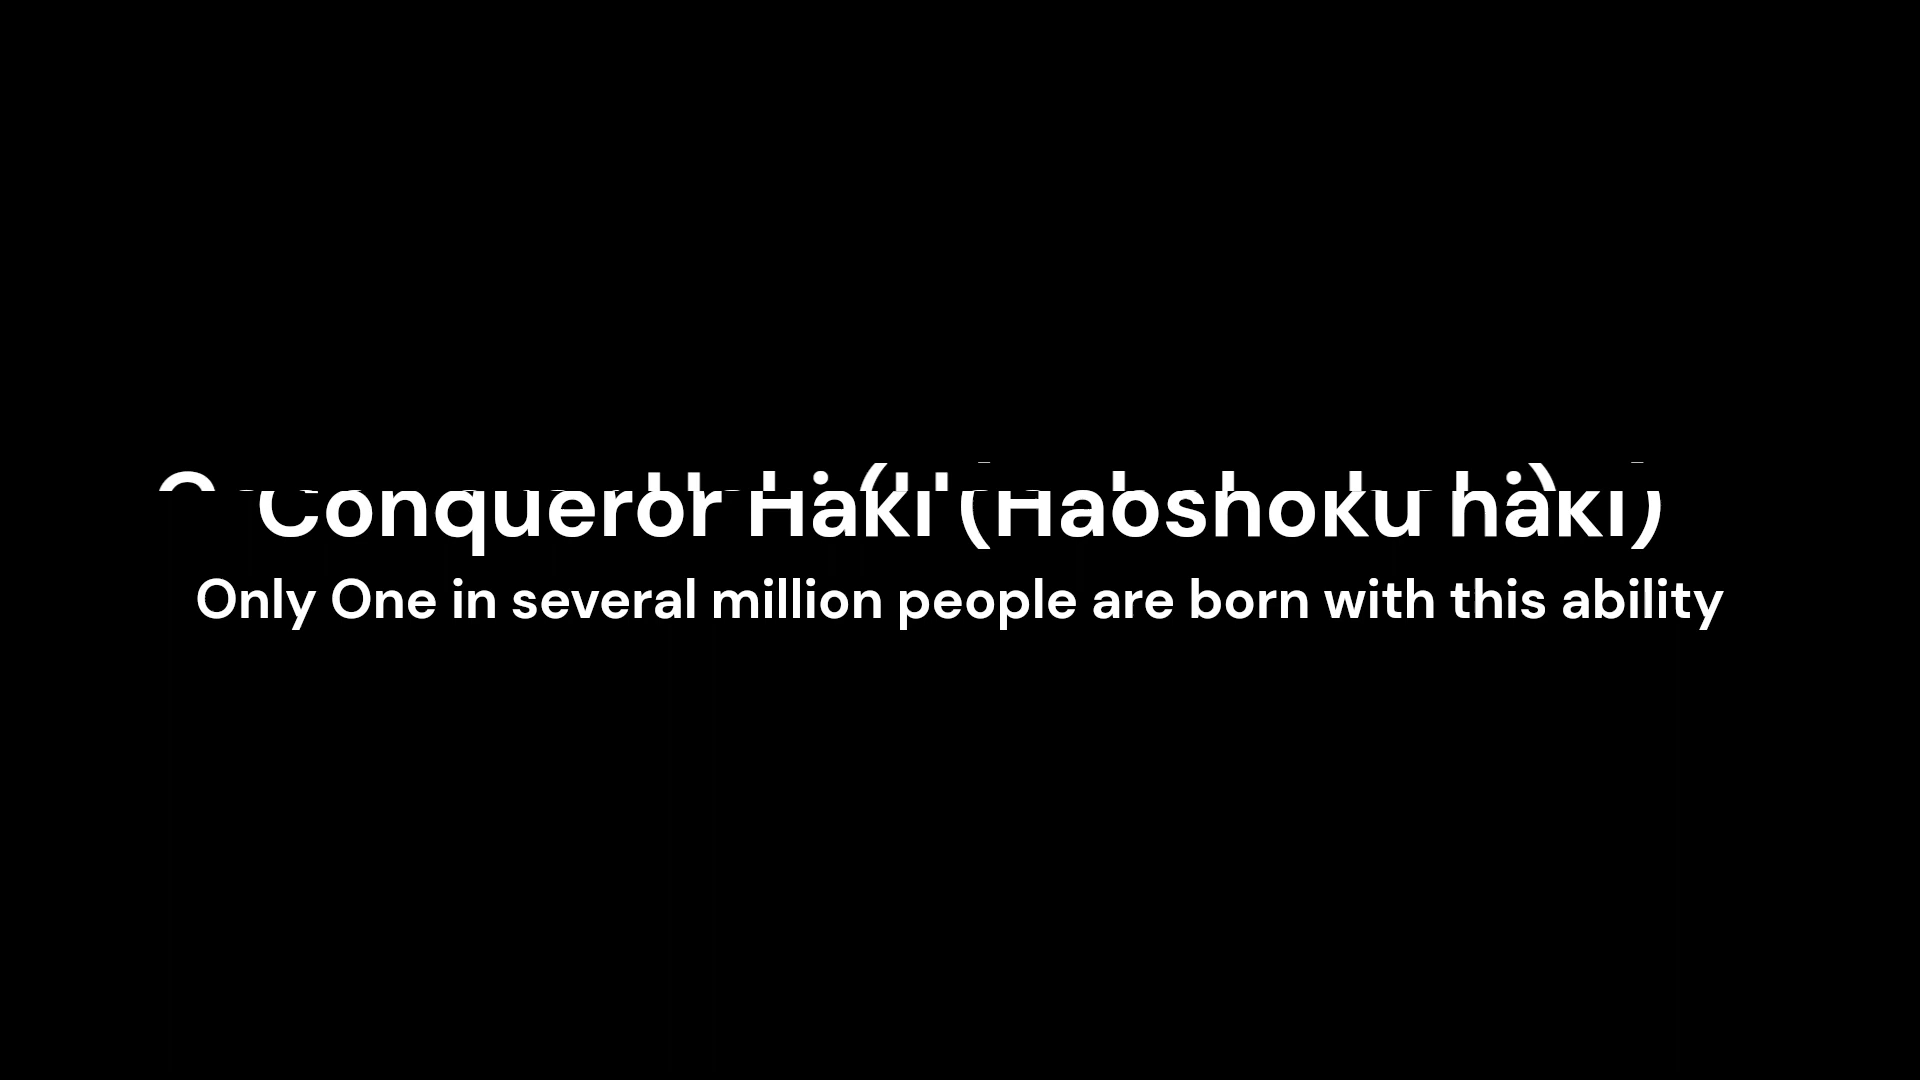 Conqueror Haki (Haoshoku haki)
Only One in several million people are born with this ability